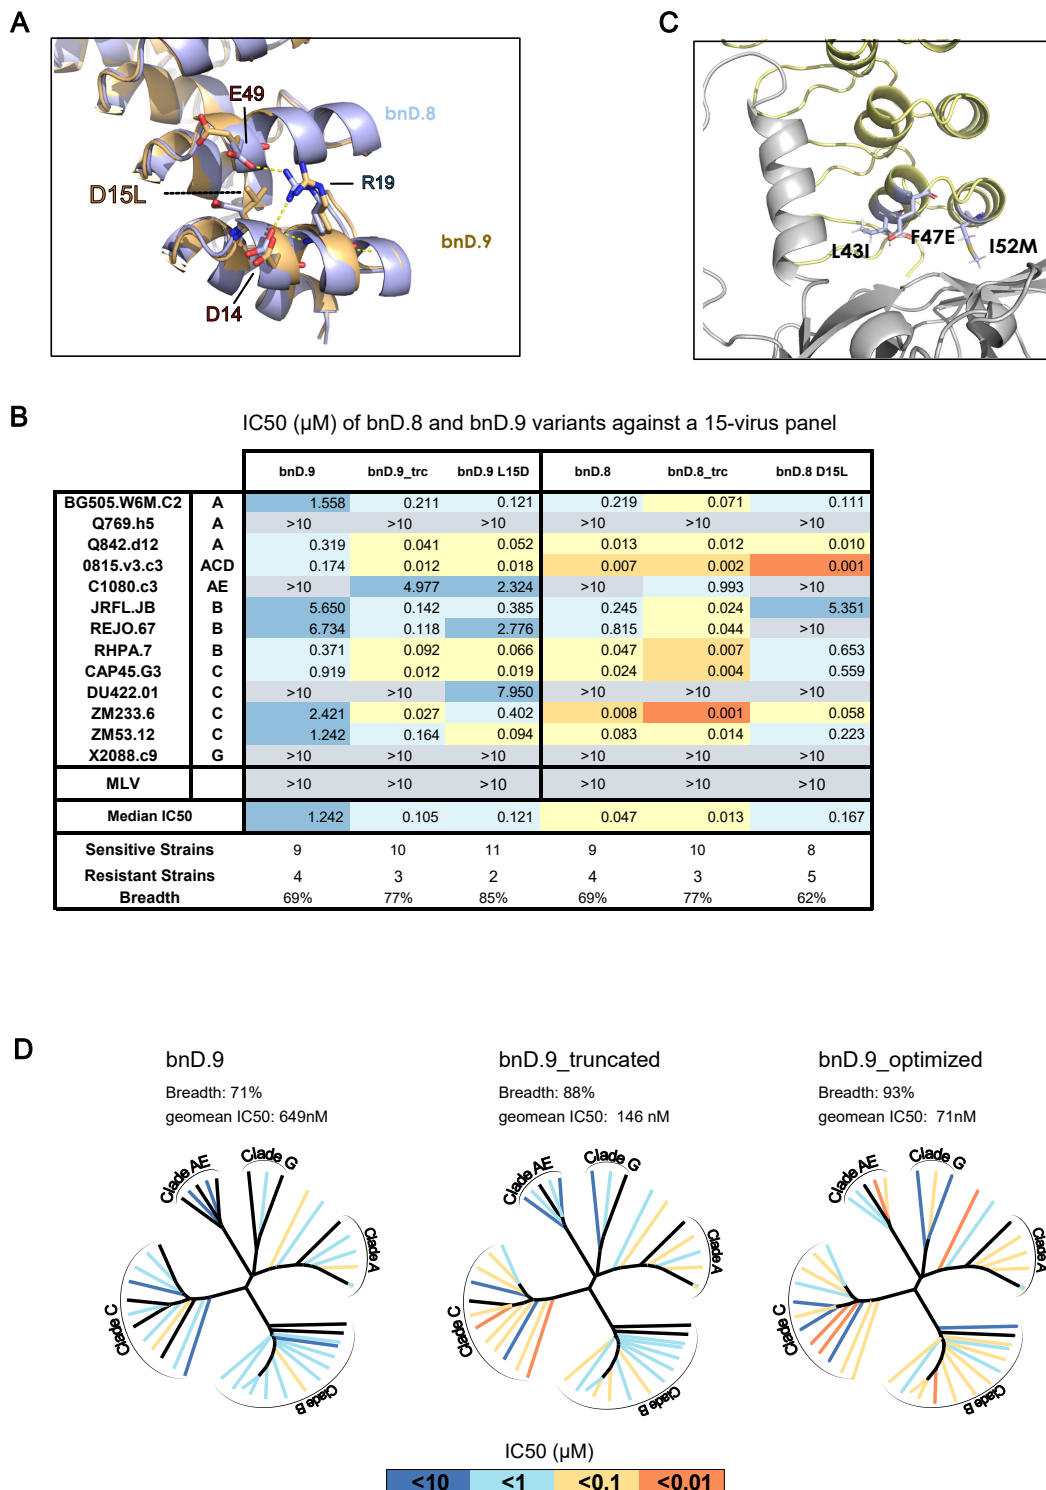 A
E49
bnD.8
D15L
R19
bnD.9
D14
C
L43I
F47E
I52M
B
IC50 (µM) of bnD.8 and bnD.9 variants against a 15-virus panel
bnD.9 bnD.9_trc bnD.9 L15D bnD.8 bnD.8_trc bnD.8 D15L
BG505.W6M.C2 A 1.558 0.211 0.121 0.219 0.071 0.111
Q769.h5 A >10 >10 >10 >10 >10 >10
Q842.d12 A 0.319 0.041 0.052 0.013 0.012 0.010
0815.v3.c3 ACD 0.174 0.012 0.018 0.007 0.002 0.001
C1080.c3 AE >10 4.977 2.324 >10 0.993 >10
JRFL.JB B 5.650 0.142 0.385 0.245 0.024 5.351
REJO.67 B 6.734 0.118 2.776 0.815 0.044 >10
RHPA.7 B 0.371 0.092 0.066 0.047 0.007 0.653
CAP45.G3 C 0.919 0.012 0.019 0.024 0.004 0.559
DU422.01 C >10 >10 7.950 >10 >10 >10
ZM233.6 C 2.421 0.027 0.402 0.008 0.001 0.058
ZM53.12 C 1.242 0.164 0.094 0.083 0.014 0.223
X2088.c9 G >10 >10 >10 >10 >10 >10
MLV >10 >10 >10 >10 >10 >10
Median IC50 1.242 0.105 0.121 0.047 0.013 0.167
Sensitive Strains 9 10 11 9 10 8
Resistant Strains 4 3 2 4 3 5
Breadth 69% 77% 85% 69% 77% 62%
D
bnD.9
Breadth: 71%
geomean IC50: 649nM
Clade AE
Clade G
Clade A
Clade C
Clade B
bnD.9_truncated
Breadth: 88%
geomean IC50: 146 nM
Clade AE
Clade G
Clade A
Clade C
Clade B
bnD.9_optimized
Breadth: 93%
geomean IC50: 71nM
Clade AE
Clade G
Clade A
Clade C
Clade B
IC50 (µM)
<10 <1 <0.1 <0.01